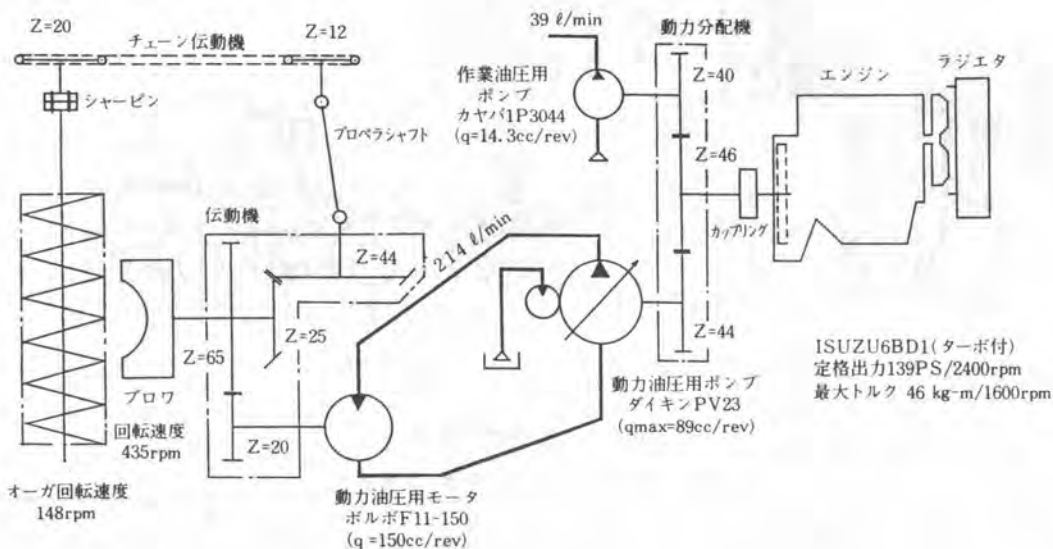 Z=20
チェーン伝動機
Z=12
シャーピン
プロペラシャフト
伝動機
Z=44
Z=25
Z=65
Z=20
ブロワ
回転速度
435rpm
オーガ回転速度
148rpm
動力油圧用モータ
ボルボF11-150
(q=150cc/rev)
214 ℓ/min
39 ℓ/min
作業油圧用
ポンプ
カヤバ1P3044
(q=14.3cc/rev)
動力分配機
Z=40
Z=46
Z=44
動力油圧用ポンプ
ダイキンPV23
(qmax=89cc/rev)
カップリング
エンジン
ラジエタ
ISUZU6BD1(ターボ付)
定格出力139PS/2400rpm
最大トルク 46 kg-m/1600rpm